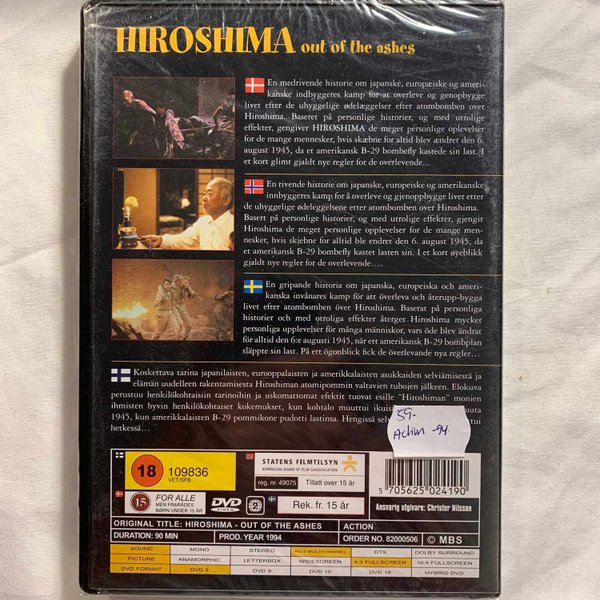 HIROSHIMA out of the ashes
En medrivende historie om japanske, europæiske og ameri-
kanske indbyggeres kamp for at overleve og genopbygge
livet efter de uhyggelige ødelæggelser efter atombomben over
Hiroshima. Baseret på personlige historier, og med utrolige
effekter, gengiver HIROSHIMA de meget personlige oplevelser
for de mange mennesker, hvis skæbne for altid blev ændret den 6.
august 1945, da et amerikansk B-29 bombefly kastede sin last. I
et kort glimt gjaldt nye regler for de overlevende...
En rivende historie om japanske, europeiske og amerikanske
innbyggeres kamp for å overleve og gjenoppbygge livet etter
de uhyggelige ødeleggelsene etter atombomben over Hiroshima.
Basert på personlige historier, og med utrolige effekter, gjengir
Hiroshima de meget personlige opplevelser for de mange men-
nesker, hvis skjebne for alltid ble endret den 6. august 1945, da
et amerikansk B-29 bombefly kastet lasten sin. I et kort øyeblikk
gjaldt nye regler for de overlevende....
En gripande historia om japanska, europeiska och ameri-
kanska invånares kamp för att överleva och återupp-bygga
livet efter atombomben över Hiroshima. Baserat på personliga
historier och med otroliga effekter återger Hiroshima mycket
personliga upplevelser för många människor, vars öde blev ändrat
för alltid den 6:e augusti 1945, när ett amerikansk B-29 bombplan
släppte sin last. På ett ögonblick fick de överlevande nya regler...
Koskettava tarina japanilaisten, eurooppalaisten ja amerikkalaisten asukkaiden selviämisestä ja
elämän uudelleen rakentamisesta Hiroshiman atomipommin valtavien tuhojen jälkeen. Elokuva
perustuu henkilökohtaisiin tarinoihin ja uskomattomat efektit tuovat esille "Hiroshiman" monien
ihmisten hyvin henkilökohtaiset kokemukset, kun kohtalo muuttui ikuis
1945, kun amerikkalaisten B-29 pommikone pudotti lastinsa. Hengissä
hetkessä...
59.-
Action -94.
18 109836
VET/SFB
STATENS FILMTILSYN
NORWEGIAN BOARD OF FILM CLASSIFICATION
reg. nr. 49075
Tillatt over 15 år
15 FOR ALLE
MEN FRARÅDES
BØRN UNDER 15 ÅR
DVD
VIDEO
2
Rek. fr. 15 år
5 705625 024190
Ansvarig utgivare: Christer Nilsson
ORIGINAL TITLE: HIROSHIMA - OUT OF THE ASHES
ACTION
DURATION: 90 MIN
PROD. YEAR 1994
ORDER NO. 82000506
© MBS
SOUND MONO STEREO AC-3 MULTICHANNEL DTS DOLBY SURROUND
PICTURE ANAMORPHIC LETTERBOX WIDESCREEN 4:3 FULLSCREEN 16:9 FULLSCREEN
DVD FORMAT DVD 5 DVD 9 DVD 10 DVD 18 HYBRID DVD